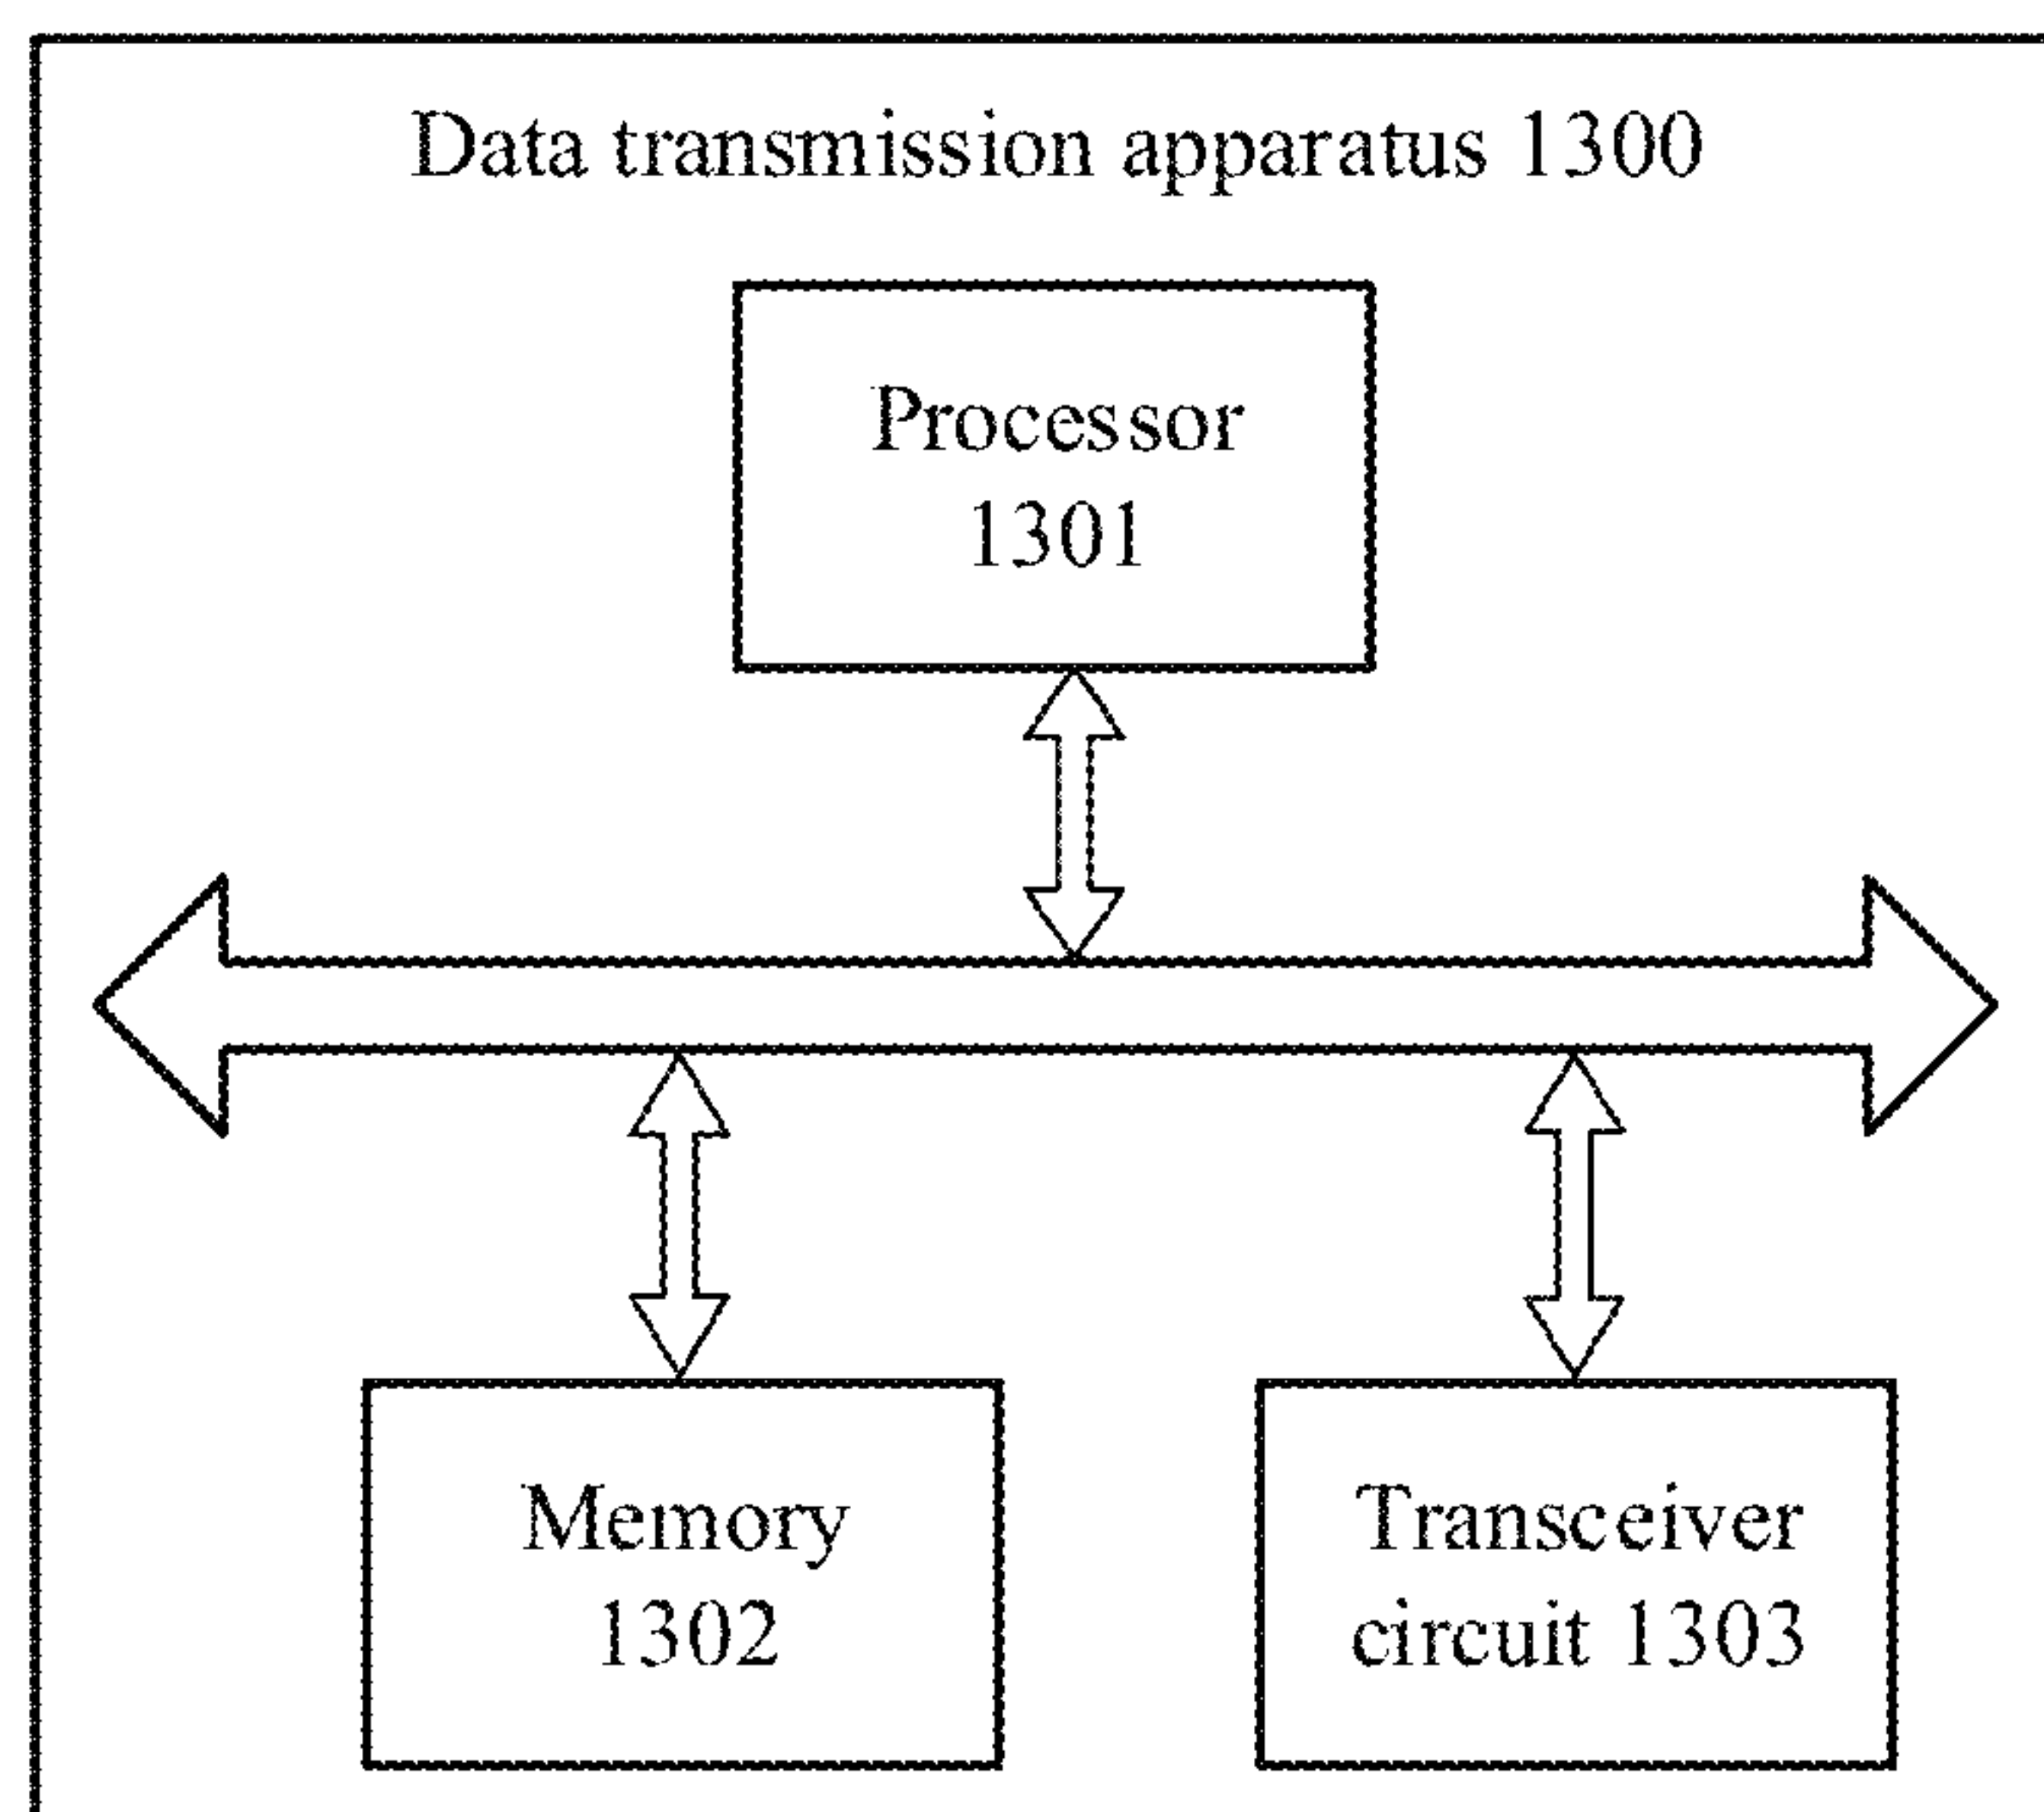 Data transmission apparatus 1300
Processor
1301
Memory
1302
Transceiver
circuit 1303